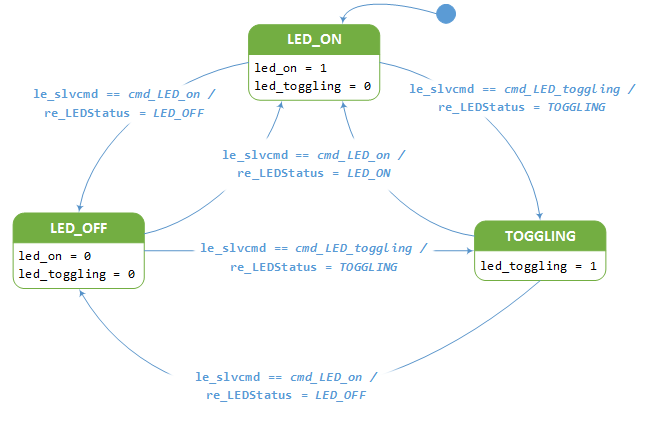 LED_ON
led_on = 1
led_toggling = 0
le_slvcmd == cmd_LED_on /
re_LEDStatus = LED_OFF
le_slvcmd == cmd_LED_toggling /
re_LEDStatus = TOGGLING
le_slvcmd == cmd_LED_on /
re_LEDStatus = LED_ON
LED_OFF
led_on = 0
led_toggling = 0
le_slvcmd == cmd_LED_toggling /
re_LEDStatus = TOGGLING
TOGGLING
led_toggling = 1
le_slvcmd == cmd_LED_on /
re_LEDStatus = LED_OFF